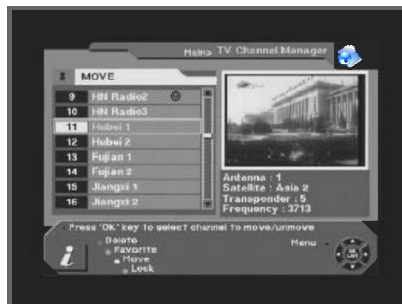 Main> TV Channel Manager
MOVE
9 HN Radio2
10 HN Radio3
11 Hubei 1
12 Hubei 2
13 Fujian 1
14 Fujian 2
15 Jiangxi 1
16 Jiangxi 2
Antenna : 1
Satellite : Asia 2
Transponder : 5
Frequency : 3713
Press 'OK' key to select channel to move/unmove
Delete
Favorite
Move
Lock
Menu
OK
LIST
i